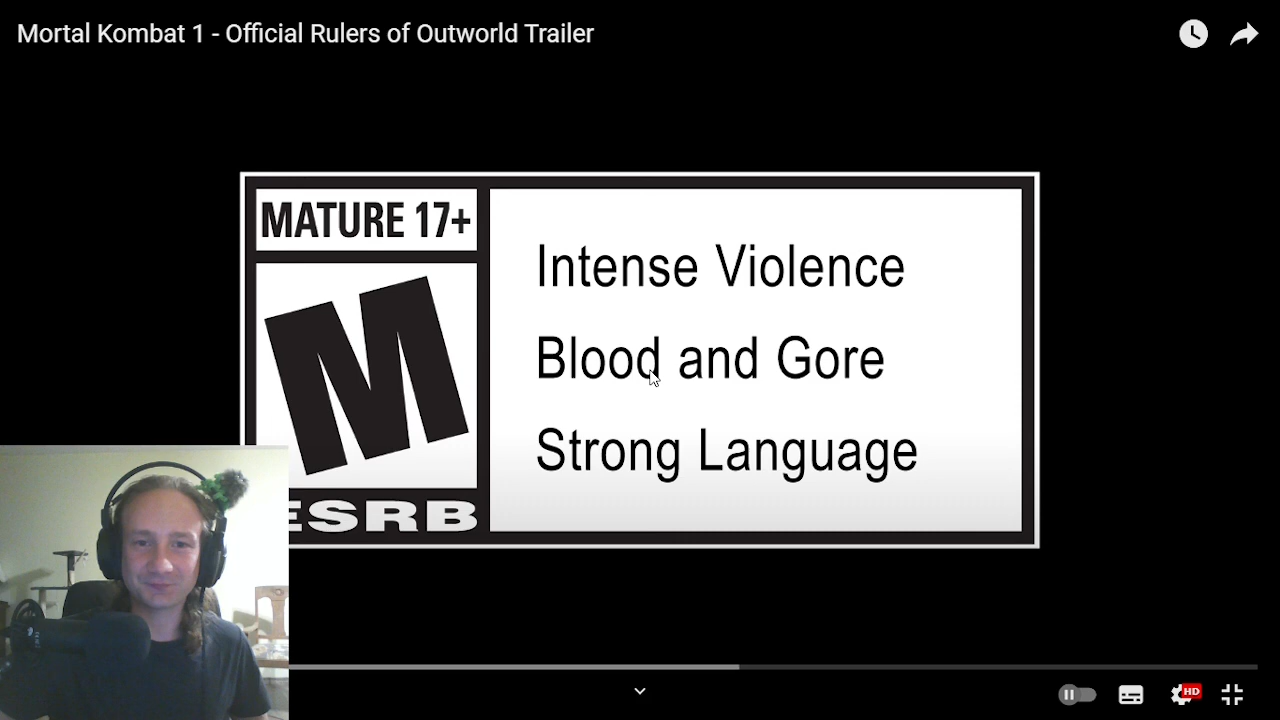 Mortal Kombat 1 - Official Rulers of Outworld Trailer
MATURE 17+
M
ESRB
Intense Violence
Blood and Gore
Strong Language
HD